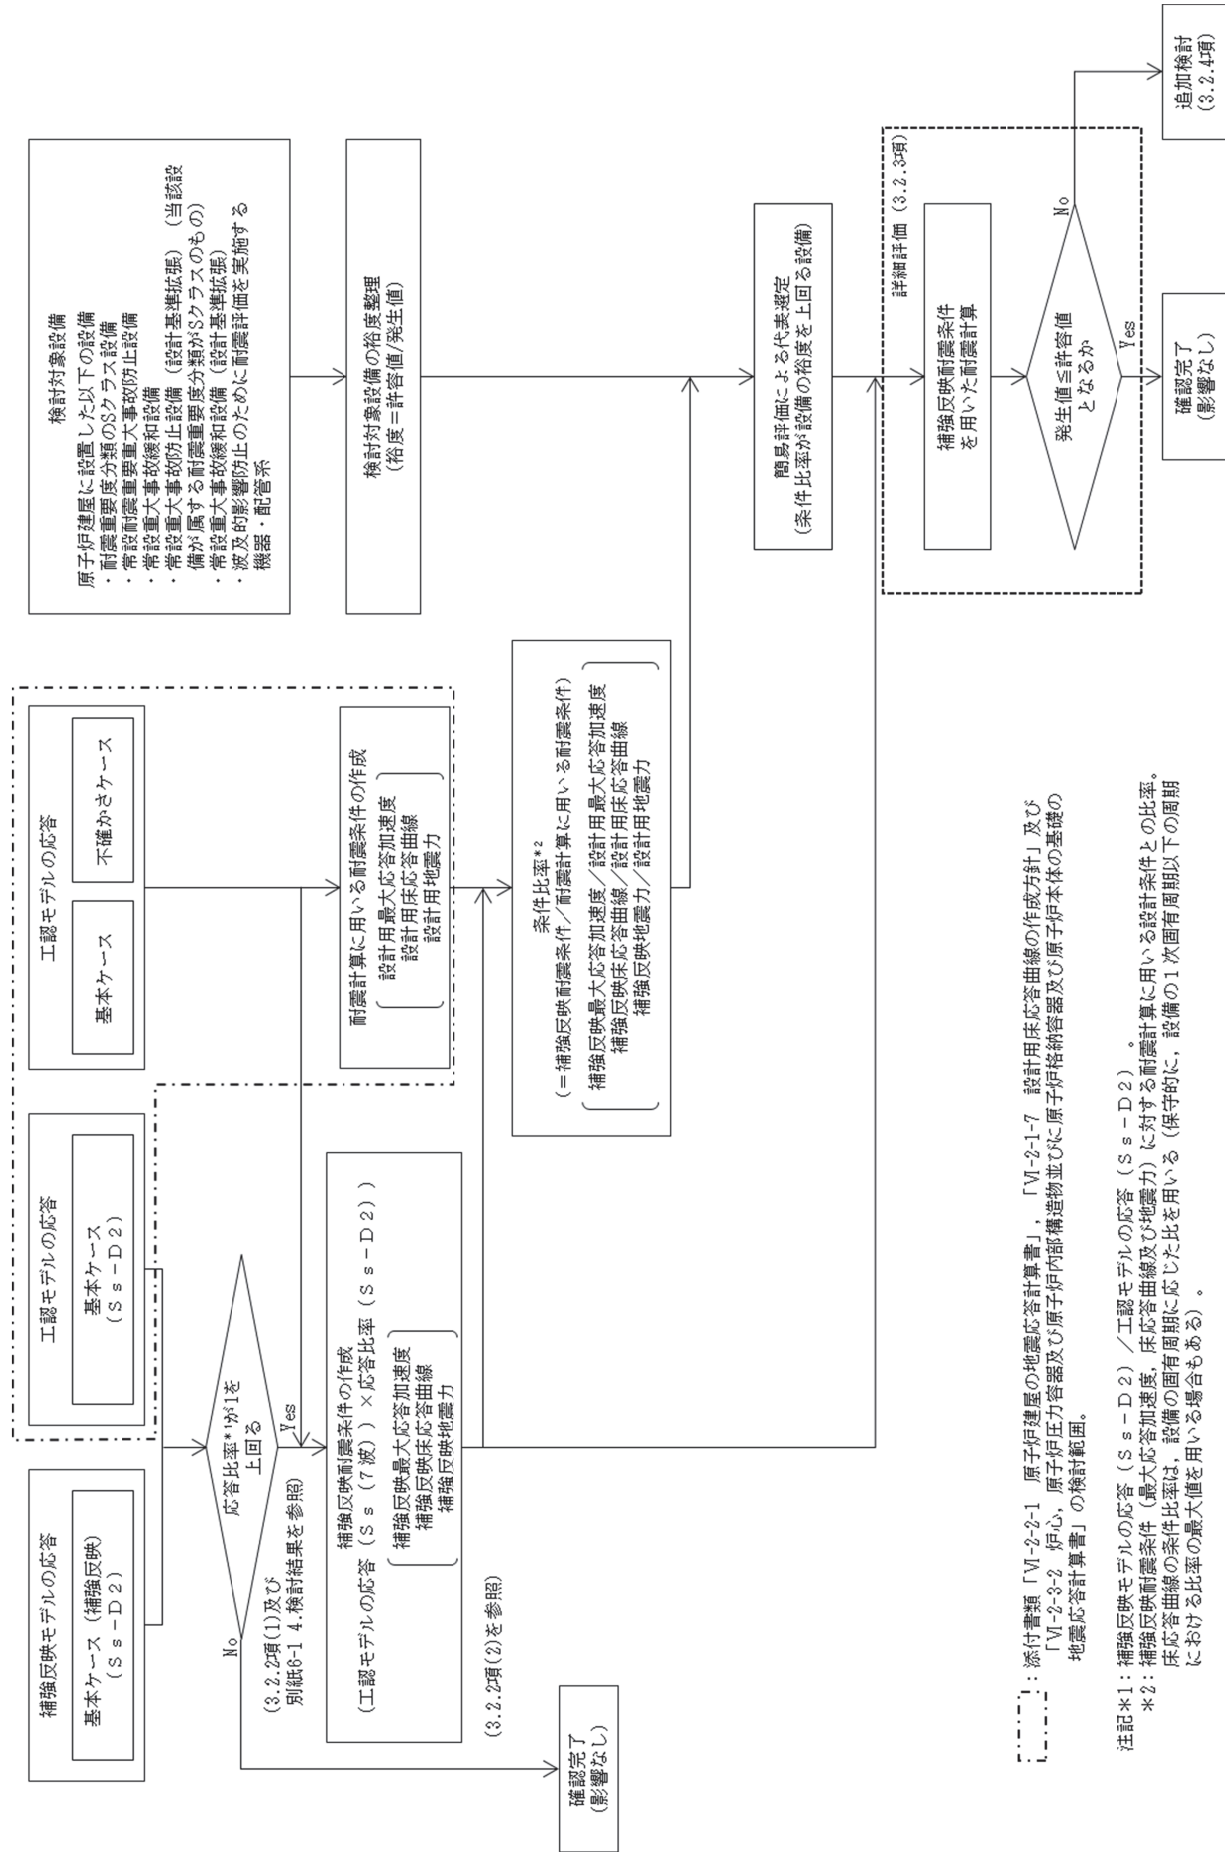 補強反映モデルの応答
基本ケース(補強反映)
(Ss-D2)
工認モデルの応答
基本ケース
(Ss-D2)
工認モデルの応答
基本ケース
不確かさケース
検討対象設備
原子炉建屋に設置した以下の設備
・耐震重要度分類のSクラス設備
・常設耐震重要重大事故防止設備
・常設重大事故緩和設備
・常設重大事故防止設備(設計基準拡張)(当該設
備が属する耐震重要度分類がSクラスのもの)
・常設重大事故緩和設備(設計基準拡張)
・波及的影響防止のために耐震評価を実施する
機器・配管系
応答比率*1が1を
上回る
No
Yes
(3.2.2項(1)及び
別紙6-1 4.検討結果を参照)
補強反映耐震条件の作成
(工認モデルの応答(Ss(7波))×応答比率(Ss-D2))
補強反映最大応答加速度
補強反映床応答曲線
補強反映地震力
耐震計算に用いる耐震条件の作成
設計用最大応答加速度
設計用床応答曲線
設計用地震力
検討対象設備の裕度整理
(裕度=許容値/発生値)
(3.2.2項(2)を参照)
確認完了
(影響なし)
条件比率*2
(=補強反映耐震条件/耐震計算に用いる耐震条件)
補強反映最大応答加速度/設計用最大応答加速度
補強反映床応答曲線/設計用床応答曲線
補強反映地震力/設計用地震力
簡易評価による代表選定
(条件比率が設備の裕度を上回る設備)
詳細評価(3.2.3項)
補強反映耐震条件
を用いた耐震計算
発生値≦許容値
となるか
No
Yes
確認完了
(影響なし)
追加検討
(3.2.4項)
:添付書類「Ⅵ-2-2-1 原子炉建屋の地震応答計算書」,「Ⅵ-2-1-7 設計用床応答曲線の作成方針」及び
「Ⅵ-2-3-2 炉心,原子炉圧力容器及び原子炉内部構造物並びに原子炉格納容器及び原子炉本体の基礎の
地震応答計算書」の検討範囲。
注記*1:補強反映モデルの応答(Ss-D2)/工認モデルの応答(Ss-D2)。
*2:補強反映耐震条件(最大応答加速度,床応答曲線及び地震力)に対する耐震計算に用いる設計条件との比率。
床応答曲線の条件比率は,設備の固有周期に応じた比を用いる(保守的に,設備の1次固有周期以下の周期
における比率の最大値を用いる場合もある)。